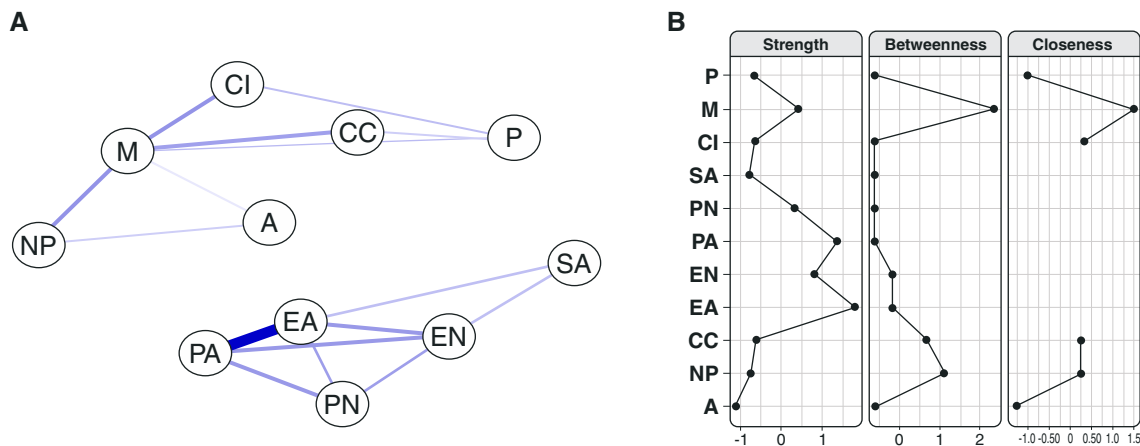 A
CI
CC
P
M
A
NP
SA
EA
EN
PA
PN
B
Strength Betweenness Closeness
P
M
CI
SA
PN
PA
EN
EA
CC
NP
A
-1 0 1 0 1 2 -1.0 -0.50 0 0.50 1.0 1.5